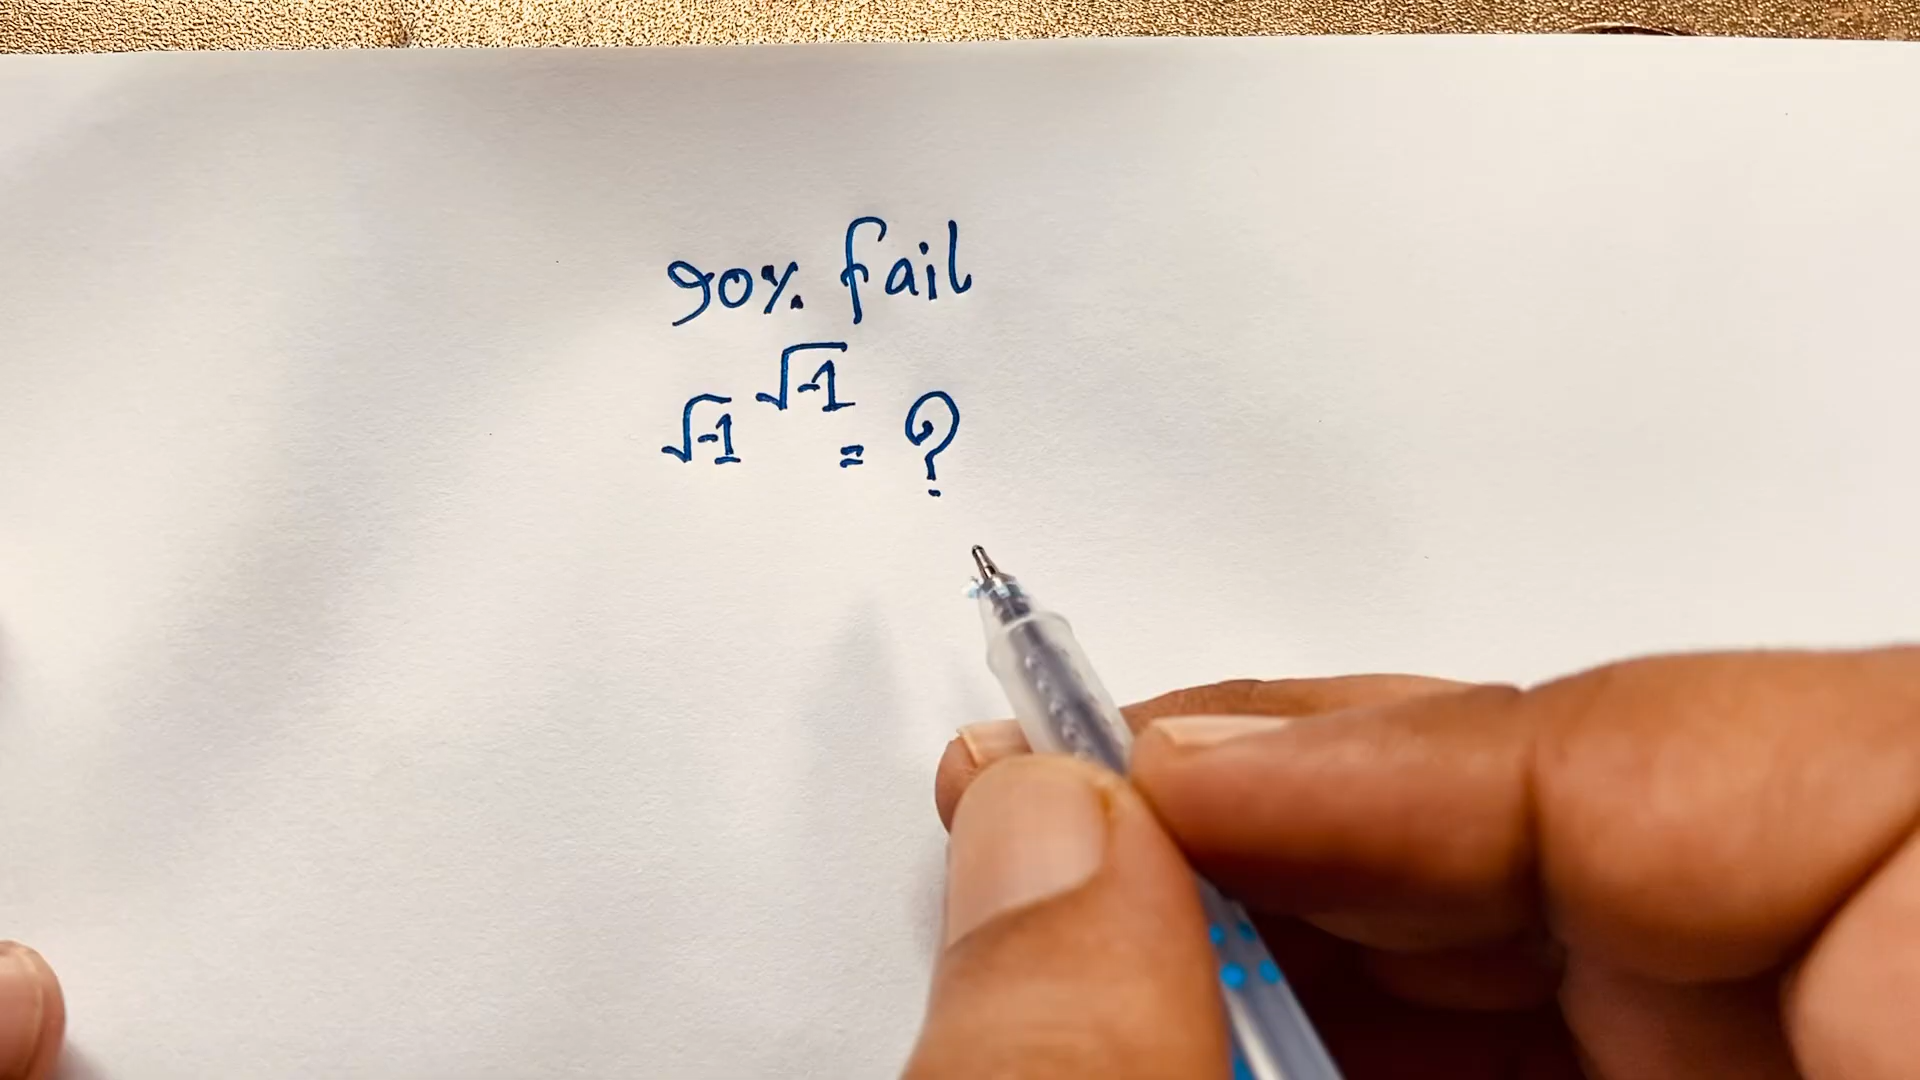 90% fail
√-1^√-1 = ?